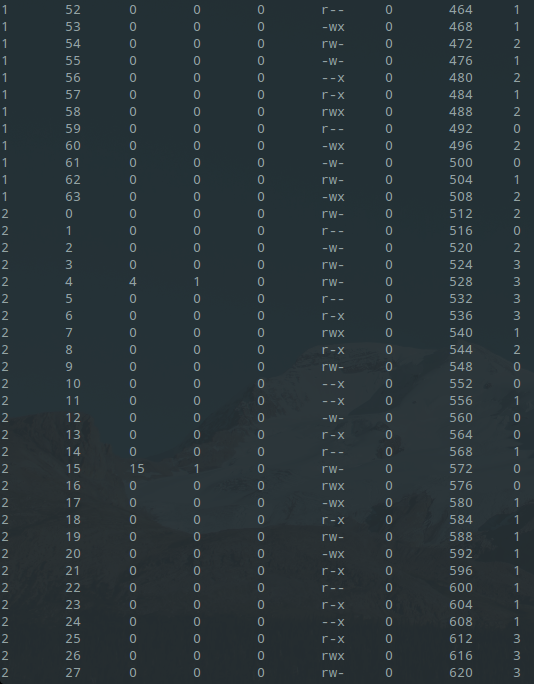 1 52 0 0 0 r-- 0 464 1
1 53 0 0 0 -wx 0 468 1
1 54 0 0 0 rw- 0 472 2
1 55 0 0 0 -w- 0 476 1
1 56 0 0 0 --x 0 480 2
1 57 0 0 0 r-x 0 484 1
1 58 0 0 0 rwx 0 488 2
1 59 0 0 0 r-- 0 492 0
1 60 0 0 0 -wx 0 496 2
1 61 0 0 0 -w- 0 500 0
1 62 0 0 0 rw- 0 504 1
1 63 0 0 0 -wx 0 508 2
2 0 0 0 0 rw- 0 512 2
2 1 0 0 0 r-- 0 516 0
2 2 0 0 0 -w- 0 520 2
2 3 0 0 0 rw- 0 524 3
2 4 4 1 0 rw- 0 528 3
2 5 0 0 0 r-- 0 532 3
2 6 0 0 0 r-x 0 536 3
2 7 0 0 0 rwx 0 540 1
2 8 0 0 0 r-x 0 544 2
2 9 0 0 0 rw- 0 548 0
2 10 0 0 0 --x 0 552 0
2 11 0 0 0 --x 0 556 1
2 12 0 0 0 -w- 0 560 0
2 13 0 0 0 r-x 0 564 0
2 14 0 0 0 r-- 0 568 1
2 15 15 1 0 rw- 0 572 0
2 16 0 0 0 rwx 0 576 0
2 17 0 0 0 -wx 0 580 1
2 18 0 0 0 r-x 0 584 1
2 19 0 0 0 rw- 0 588 1
2 20 0 0 0 -wx 0 592 1
2 21 0 0 0 r-x 0 596 1
2 22 0 0 0 r-- 0 600 1
2 23 0 0 0 r-x 0 604 1
2 24 0 0 0 --x 0 608 1
2 25 0 0 0 r-x 0 612 3
2 26 0 0 0 rwx 0 616 3
2 27 0 0 0 rw- 0 620 3